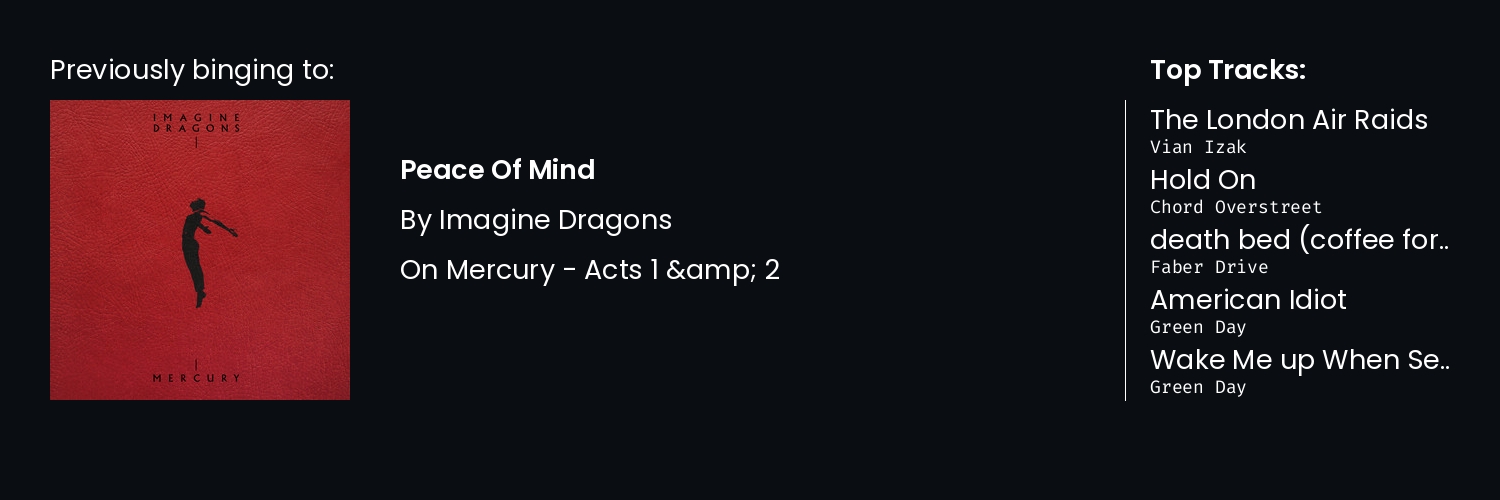 Previously binging to:
IMAGINE
DRAGONS
MERCURY
Peace Of Mind
By Imagine Dragons
On Mercury - Acts 1 &amp;amp; 2
Top Tracks:
The London Air Raids
Vian Izak
Hold On
Chord Overstreet
death bed (coffee for..
Faber Drive
American Idiot
Green Day
Wake Me up When Se..
Green Day